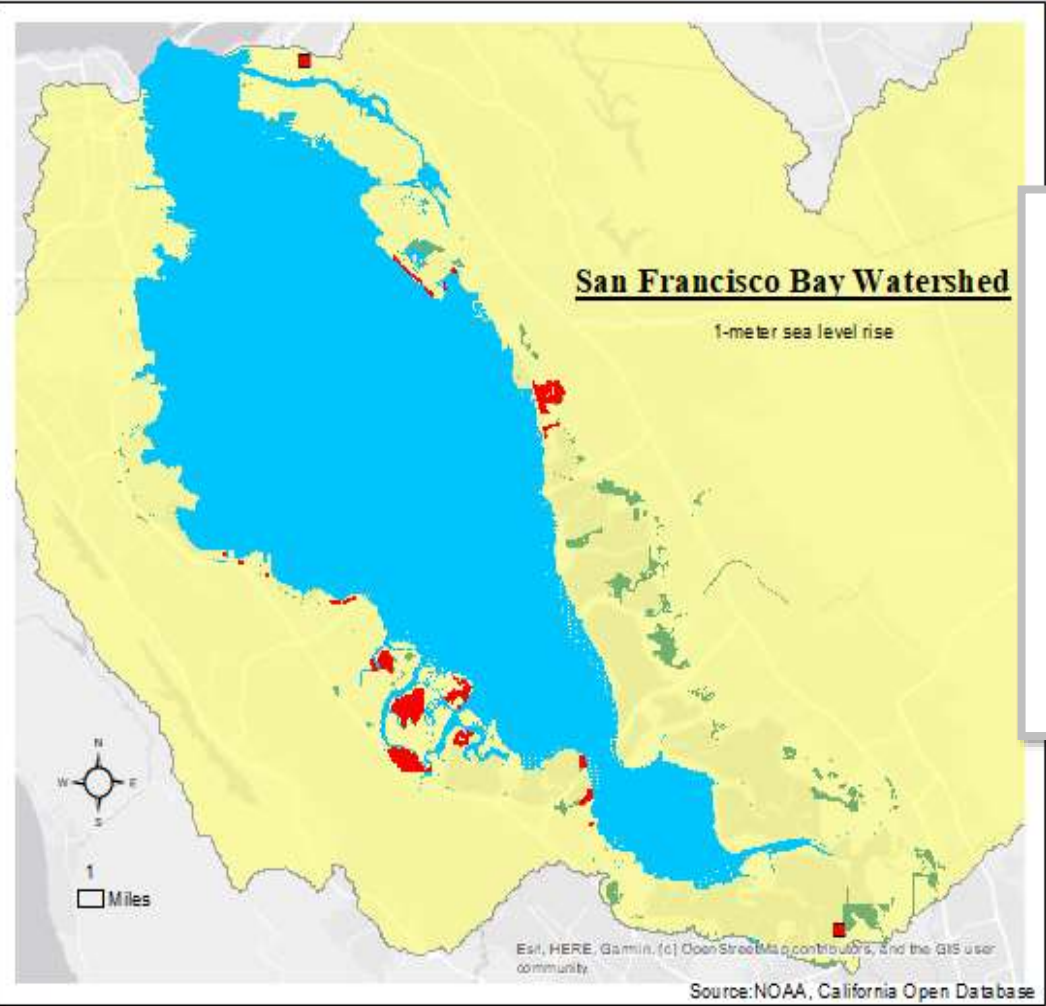 San Francisco Bay Watershed
1-meter sea level rise
N
W E
S
1
Miles
Esri, HERE, Garmin, (c) OpenStreetMap contributors, and the GIS user
community
Source:NOAA, California Open Database